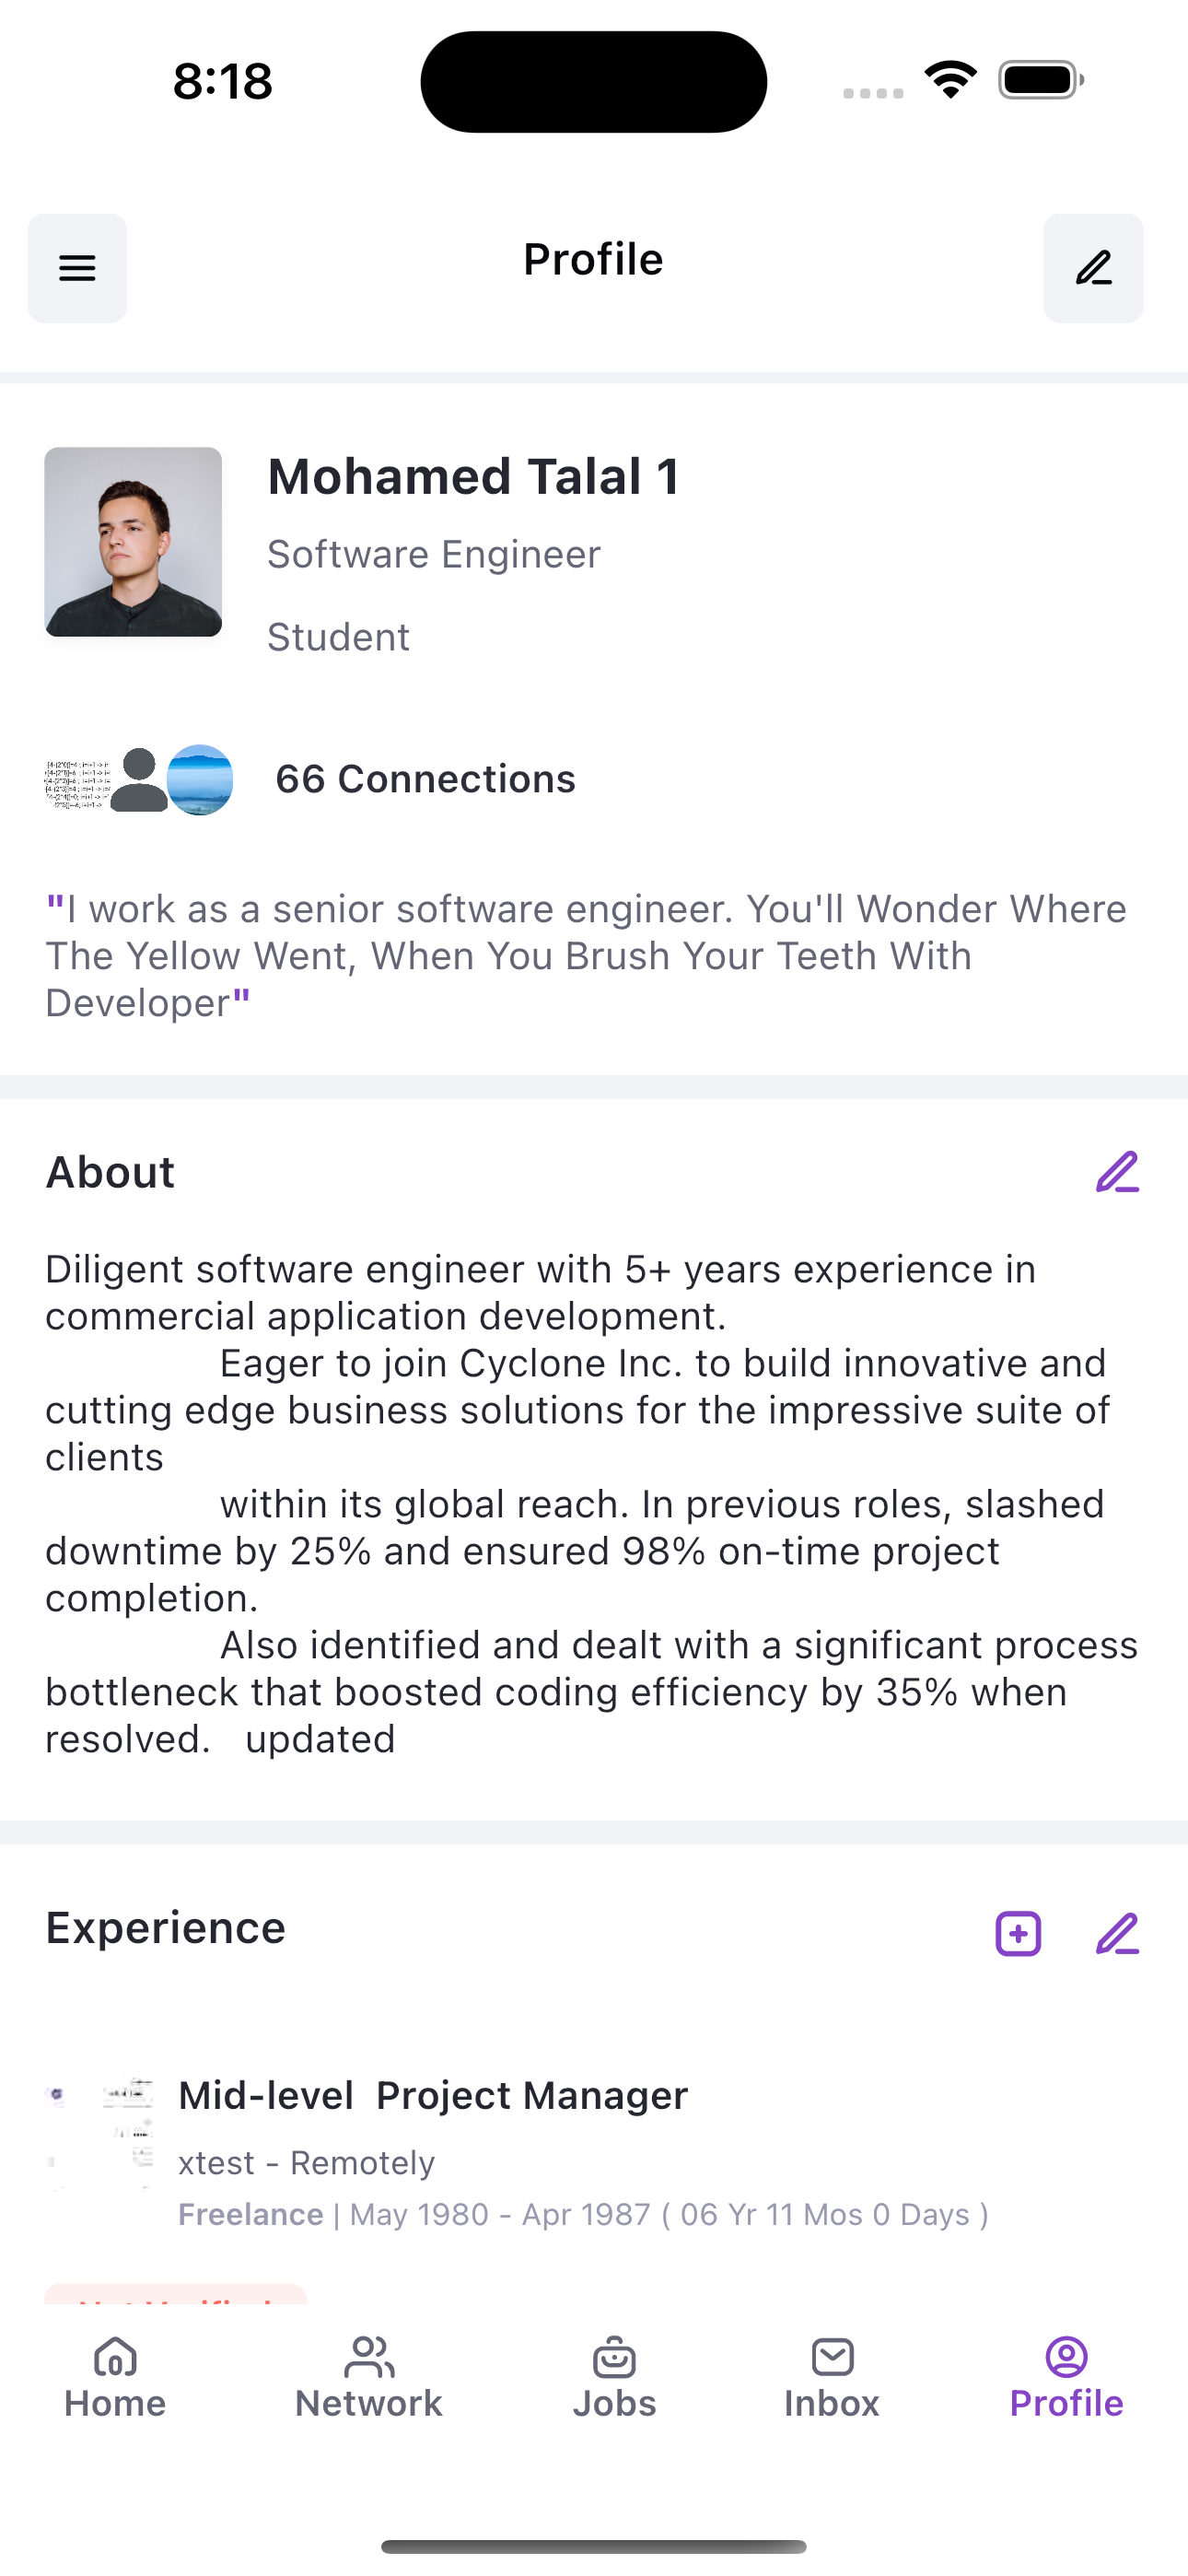 8:18
Profile
Mohamed Talal 1
Software Engineer
Student
66 Connections
"I work as a senior software engineer. You'll Wonder Where
The Yellow Went, When You Brush Your Teeth With
Developer"
About
Diligent software engineer with 5+ years experience in
commercial application development.
Eager to join Cyclone Inc. to build innovative and
cutting edge business solutions for the impressive suite of
clients
within its global reach. In previous roles, slashed
downtime by 25% and ensured 98% on-time project
completion.
Also identified and dealt with a significant process
bottleneck that boosted coding efficiency by 35% when
resolved.   updated
Experience
Mid-level  Project Manager
xtest - Remotely
Freelance | May 1980 - Apr 1987 ( 06 Yr 11 Mos 0 Days )
Home
Network
Jobs
Inbox
Profile